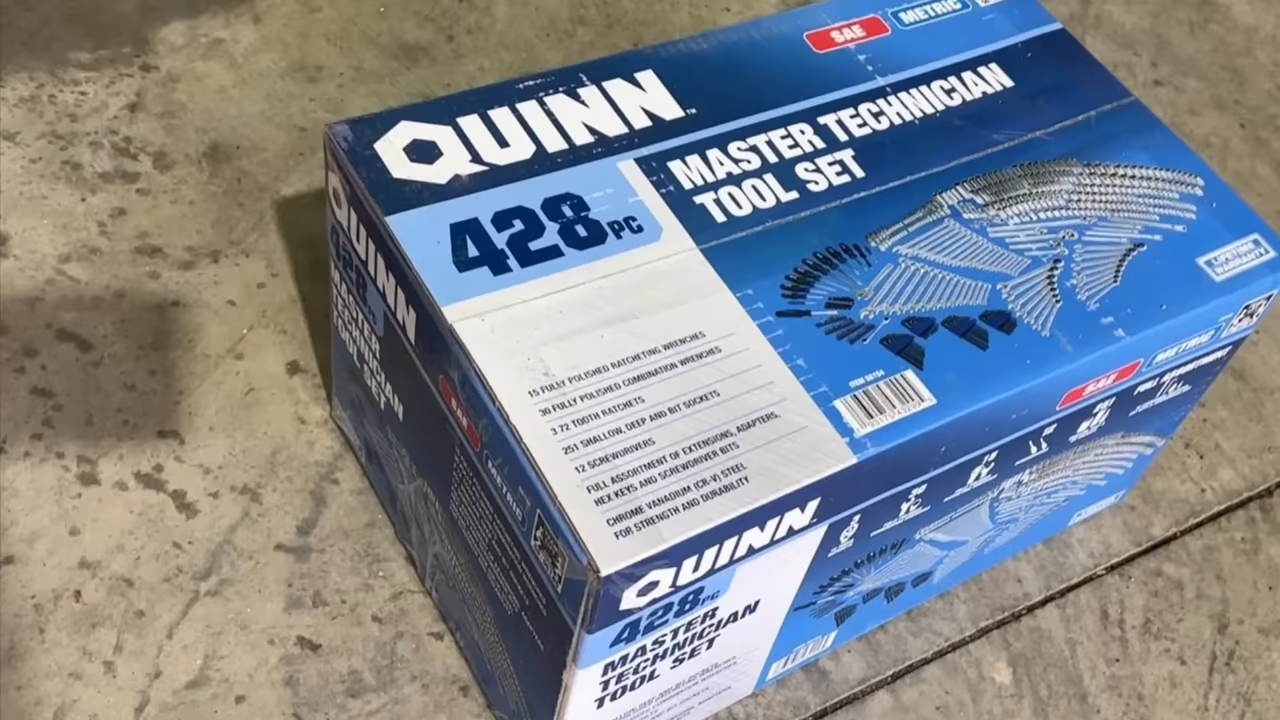 SAE
METRIC
QUINN™
MASTER TECHNICIAN
TOOL SET
428PC
LIFETIME
WARRANTY
15 FULLY POLISHED RATCHETING WRENCHES
30 FULLY POLISHED COMBINATION WRENCHES
3 72 TOOTH RATCHETS
251 SHALLOW, DEEP AND BIT SOCKETS
12 SCREWDRIVERS
FULL ASSORTMENT OF EXTENSIONS, ADAPTERS,
HEX KEYS AND SCREWDRIVER BITS
CHROME VANADIUM (CR-V) STEEL
FOR STRENGTH AND DURABILITY
QUINN
428
MASTER
TECHNICIAN
TOOL SET
SAE
METRIC
SAE
METRIC
FULL ASSORTMENT
QUINN
428PC
MASTER
TECHNICIAN
TOOL SET